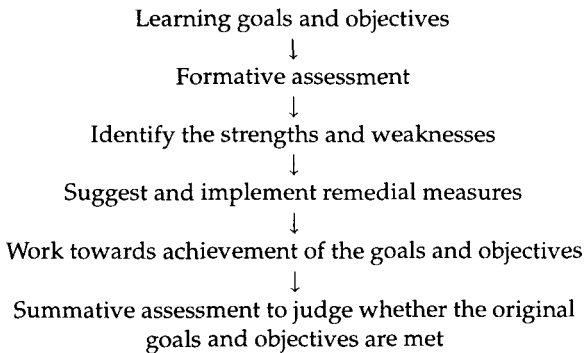 Learning goals and objectives
↓
Formative assessment
↓
Identify the strengths and weaknesses
↓
Suggest and implement remedial measures
↓
Work towards achievement of the goals and objectives
↓
Summative assessment to judge whether the original
goals and objectives are met